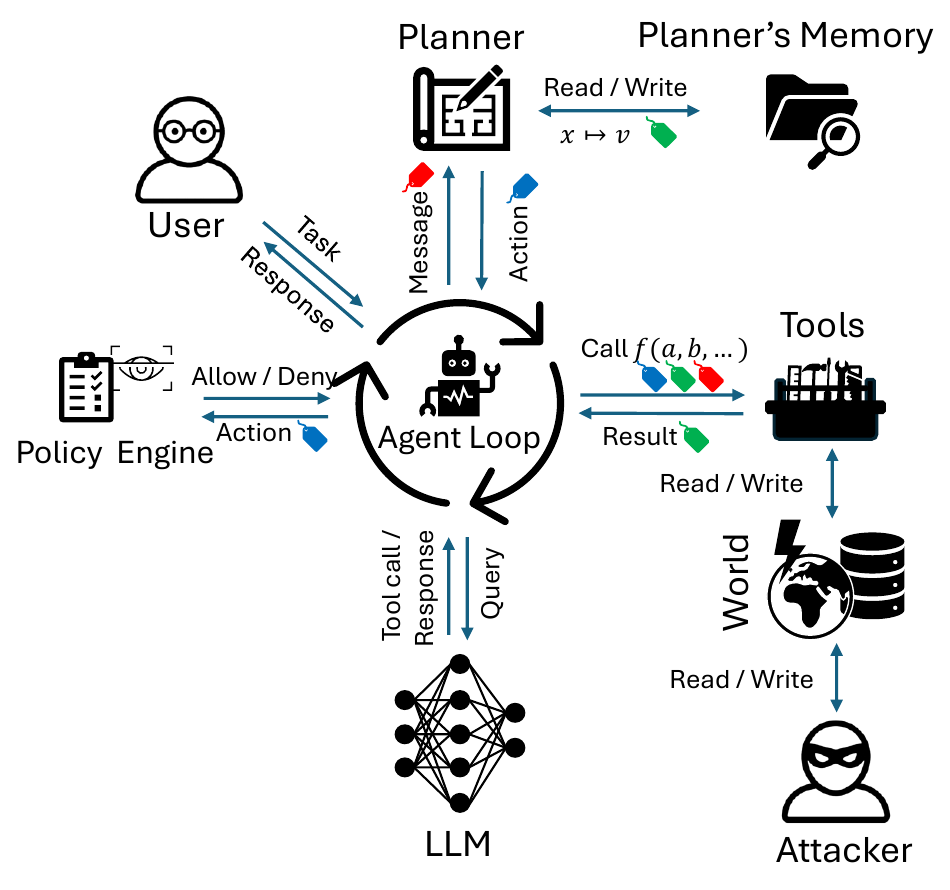 Planner
Planner's Memory
Read / Write
x ↦ v
User
Task
Response
Message
Action
Tools
Call f(a, b, … )
Result
Allow / Deny
Action
Policy Engine
Agent Loop
Read / Write
World
Tool call /
Response
Query
Read / Write
LLM
Attacker